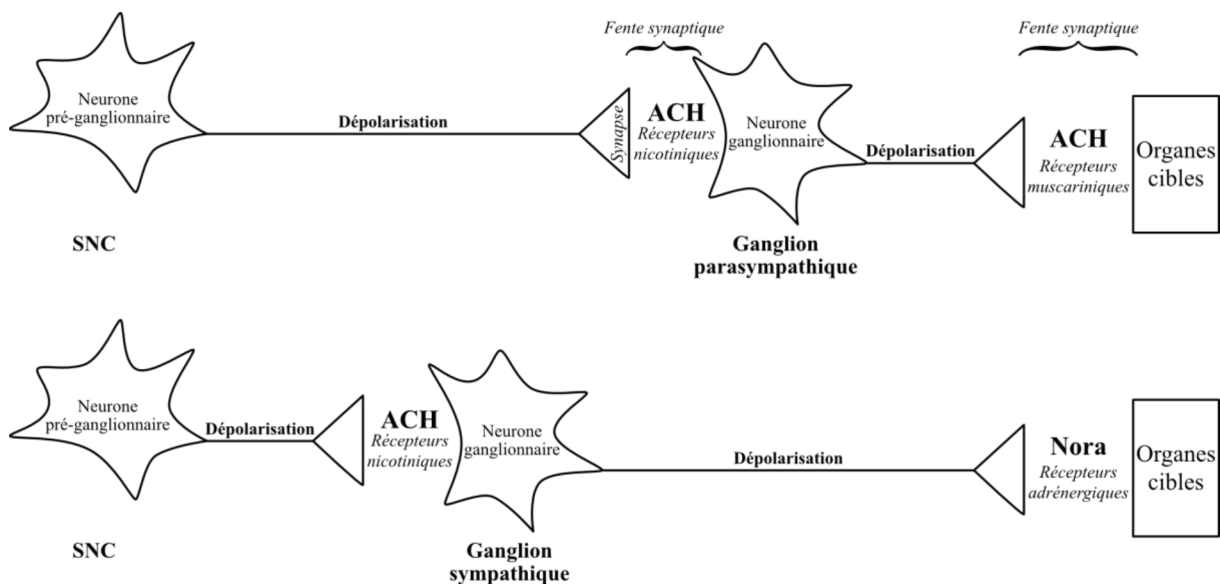 Fente synaptique
Fente synaptique
Neurone
pré-ganglionnaire
Dépolarisation
Synapse
ACH
Récepteurs
nicotiniques
Neurone
ganglionnaire
Dépolarisation
ACH
Récepteurs
muscariniques
Organes
cibles
SNC
Ganglion
parasympathique
Neurone
pré-ganglionnaire
Dépolarisation
ACH
Récepteurs
nicotiniques
Neurone
ganglionnaire
Dépolarisation
Nora
Récepteurs
adrénergiques
Organes
cibles
SNC
Ganglion
sympathique